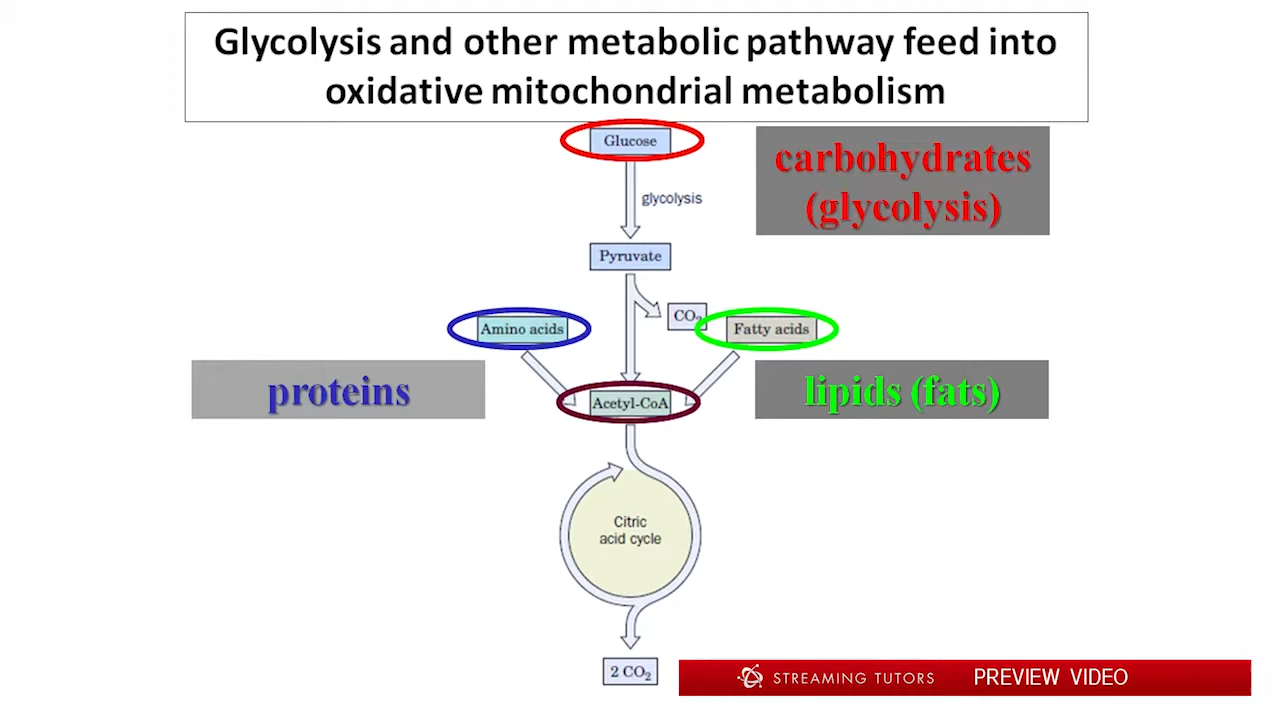 Glycolysis and other metabolic pathway feed into
oxidative mitochondrial metabolism
Glucose
carbohydrates
(glycolysis)
glycolysis
Pyruvate
CO2
Amino acids
Fatty acids
proteins
Acetyl-CoA
lipids (fats)
Citric
acid cycle
2 CO2
STREAMING TUTORS PREVIEW VIDEO